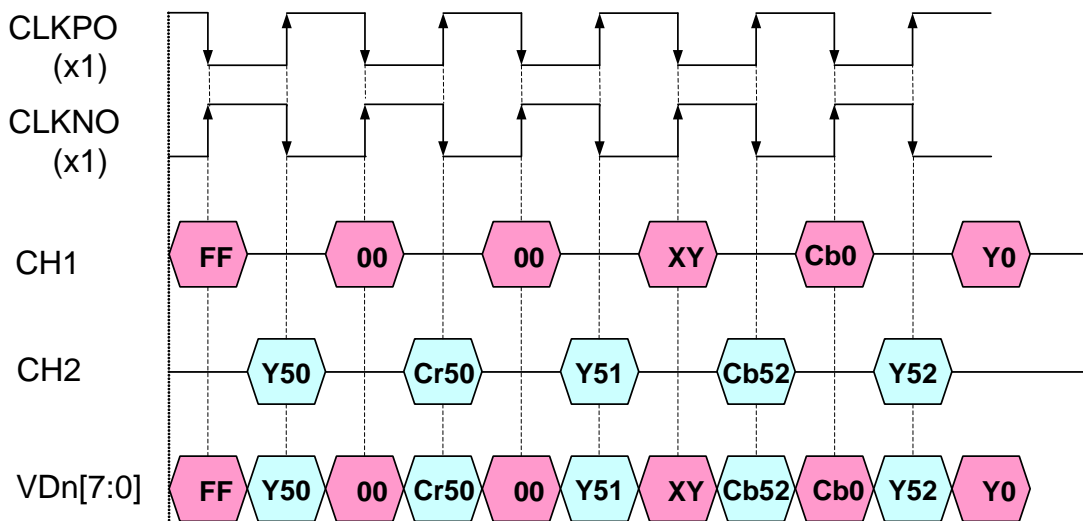 CLKPO
(x1)
CLKNO
(x1)
CH1 FF 00 00 XY Cb0 Y0
CH2 Y50 Cr50 Y51 Cb52 Y52
VDn[7:0] FF Y50 00 Cr50 00 Y51 XY Cb52 Cb0 Y52 Y0